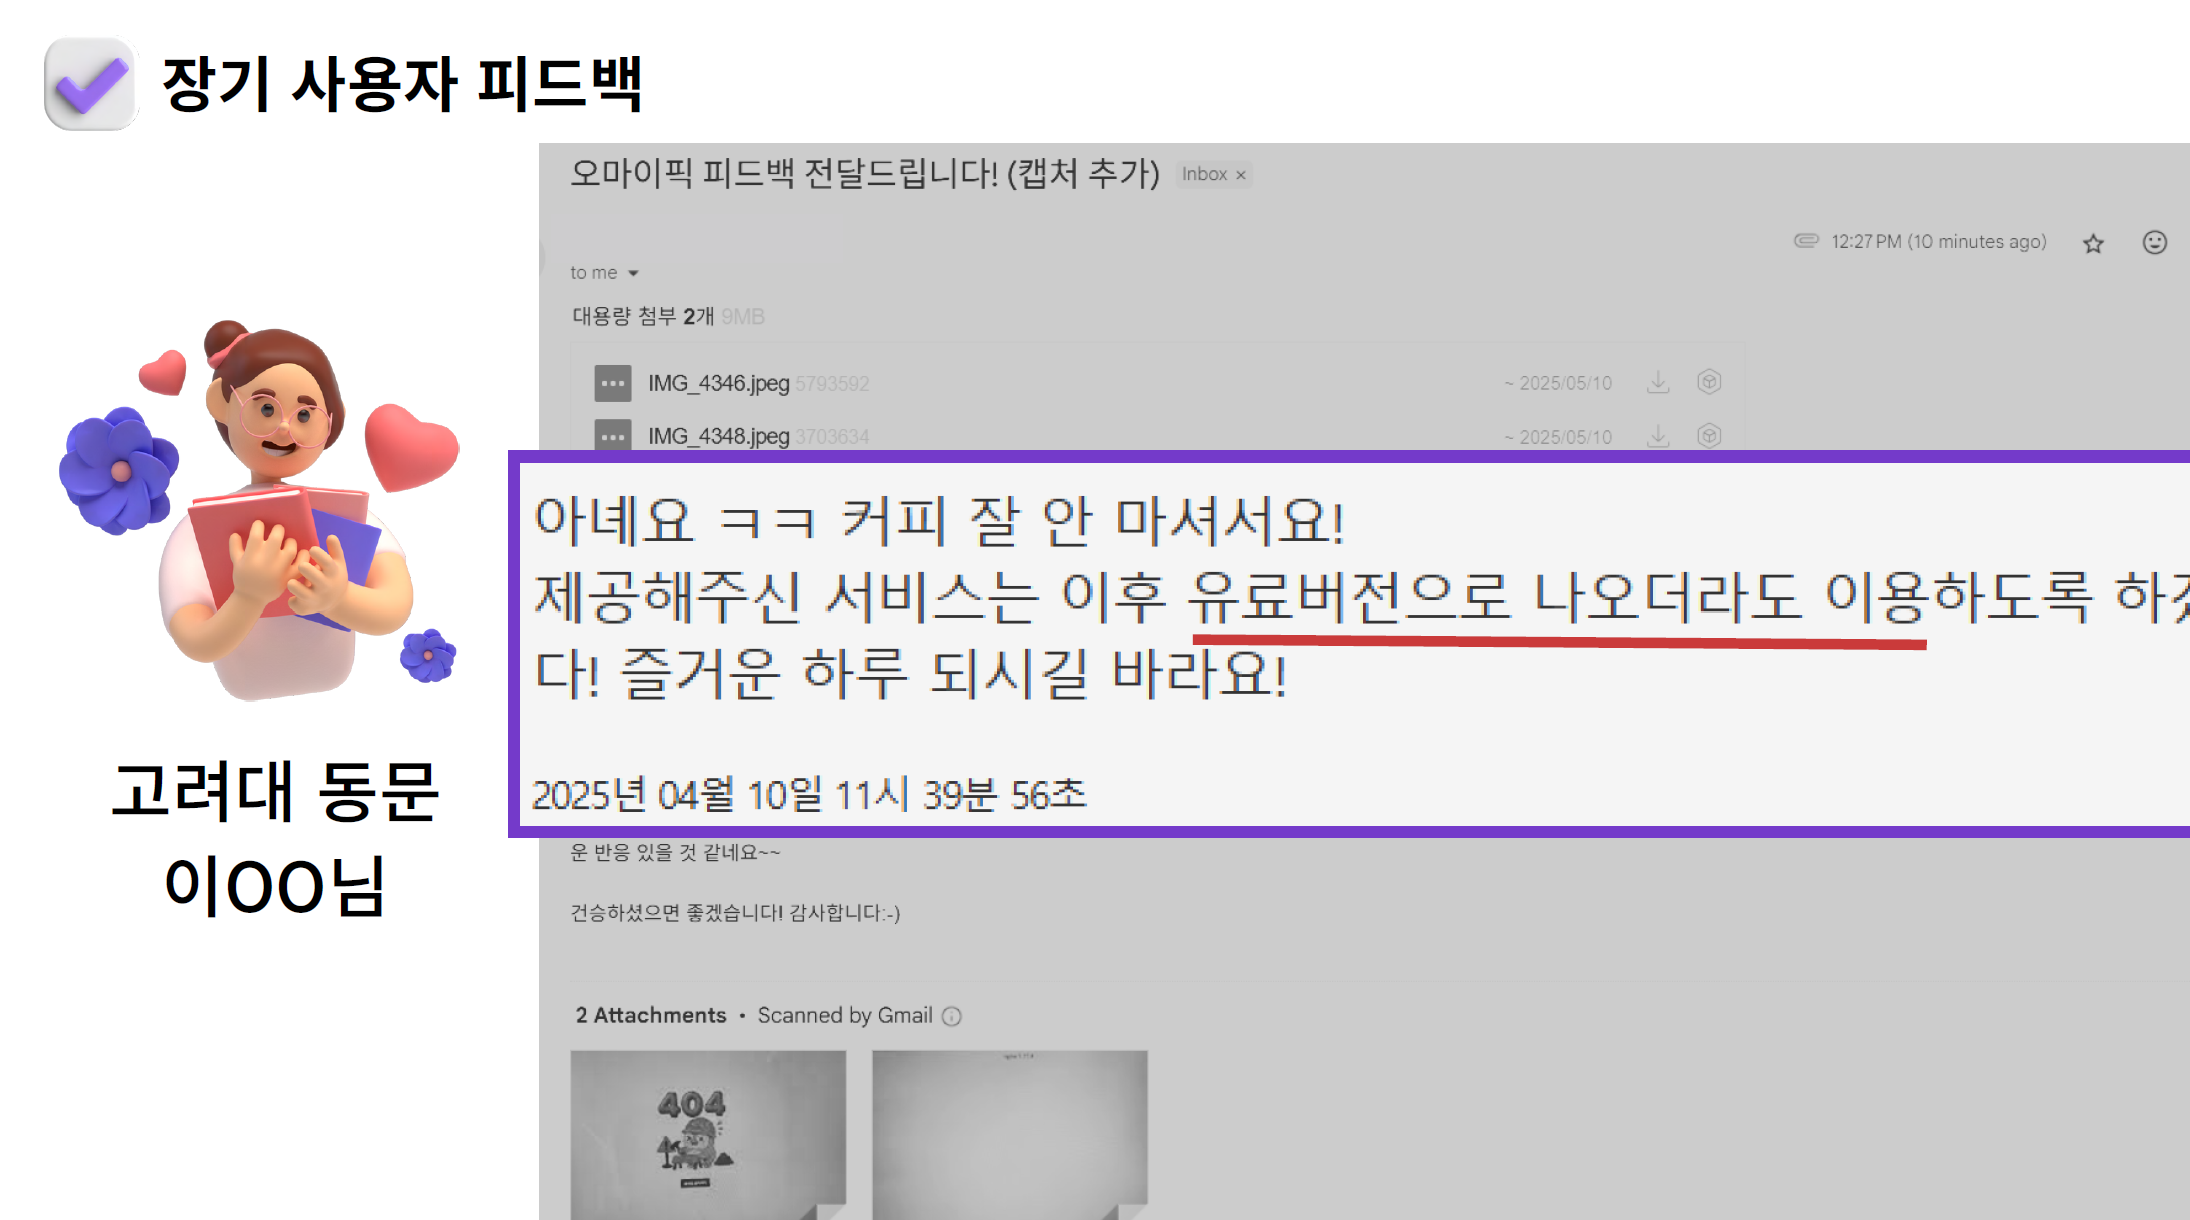 장기 사용자 피드백
오마이픽 피드백 전달드립니다! (캡처 추가) Inbox ×
12:27 PM (10 minutes ago)
to me
대용량 첨부 2개 9MB
IMG_4346.jpeg 5793592 ~ 2025/05/10
IMG_4348.jpeg 3703634 ~ 2025/05/10
아녜요 ㅋㅋ 커피 잘 안 마셔서요!
제공해주신 서비스는 이후 유료버전으로 나오더라도 이용하도록 하
다! 즐거운 하루 되시길 바라요!
2025년 04월 10일 11시 39분 56초
운 반응 있을 것 같네요~~
건승하셨으면 좋겠습니다! 감사합니다:-)
고려대 동문
이OO님
2 Attachments • Scanned by Gmail
404